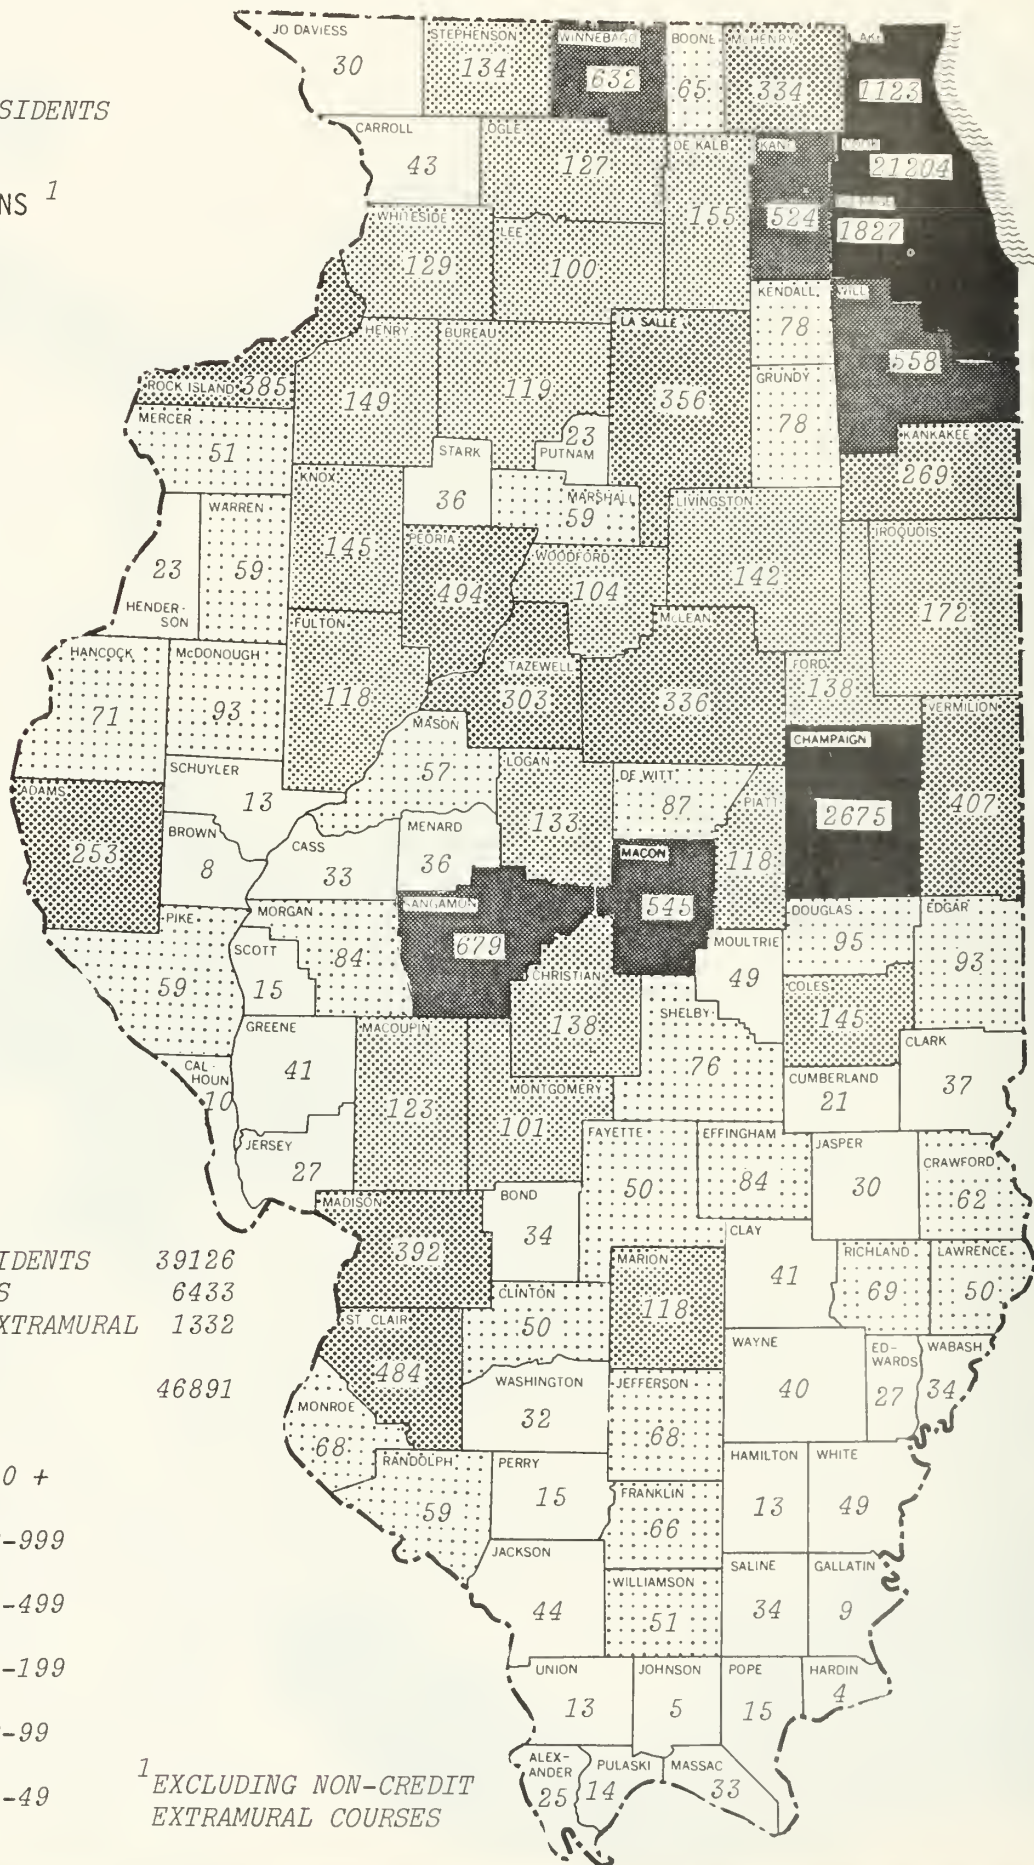 SIDENTS
NS 1
JO DAVIESS
30
STEPHENSON
134
WINNEBAGO
632
BOONE
65
McHENRY
334
LAKE
1123
CARROLL
43
OGLE
127
DE KALB
155
KANE
524
COOK
21204
1827
WHITESIDE
129
LEE
100
KENDALL
78
WILL
558
ROCK ISLAND 385
HENRY
149
BUREAU
119
LA SALLE
356
GRUNDY
78
MERCER
51
STARK
36
23
PUTNAM
KANKAKEE
269
KNOX
145
WARREN
59
23
HENDER-
SON
PEORIA
494
MARSHALL
59
WOODFORD
104
LIVINGSTON
142
IROQUOIS
172
HANCOCK
71
McDONOUGH
93
FULTON
118
TAZEWELL
303
McLEAN
336
FORD
138
MASON
57
VERMILION
407
SCHUYLER
13
LOGAN
133
DE WITT
87
PIATT
118
CHAMPAIGN
2675
ADAMS
253
BROWN
8
CASS
33
MENARD
36
MACON
545
PIKE
59
MORGAN
84
SANGAMON
679
SCOTT
15
CHRISTIAN
138
MOULTRIE
49
DOUGLAS
95
EDGAR
93
GREENE
41
MACOUPIN
123
SHELBY
76
COLES
145
CLARK
37
CAL-
HOUN
10
MONTGOMERY
101
CUMBERLAND
21
JERSEY
27
FAYETTE
50
EFFINGHAM
84
JASPER
30
CRAWFORD
62
MADISON
392
BOND
34
CLAY
41
RICHLAND
69
LAWRENCE
50
IDENTS 39126
S 6433
XTRAMURAL 1332
46891
MARION
118
CLINTON
50
ST CLAIR
484
WASHINGTON
32
JEFFERSON
68
WAYNE
40
ED-
WARDS
27
WABASH
34
MONROE
68
RANDOLPH
59
PERRY
15
FRANKLIN
66
HAMILTON
13
WHITE
49
JACKSON
44
WILLIAMSON
51
SALINE
34
GALLATIN
9
UNION
13
JOHNSON
5
POPE
15
HARDIN
4
ALEX-
ANDER
25
PULASKI
14
MASSAC
33
0 +
-999
-499
-199
-99
-49
1 EXCLUDING NON-CREDIT
EXTRAMURAL COURSES